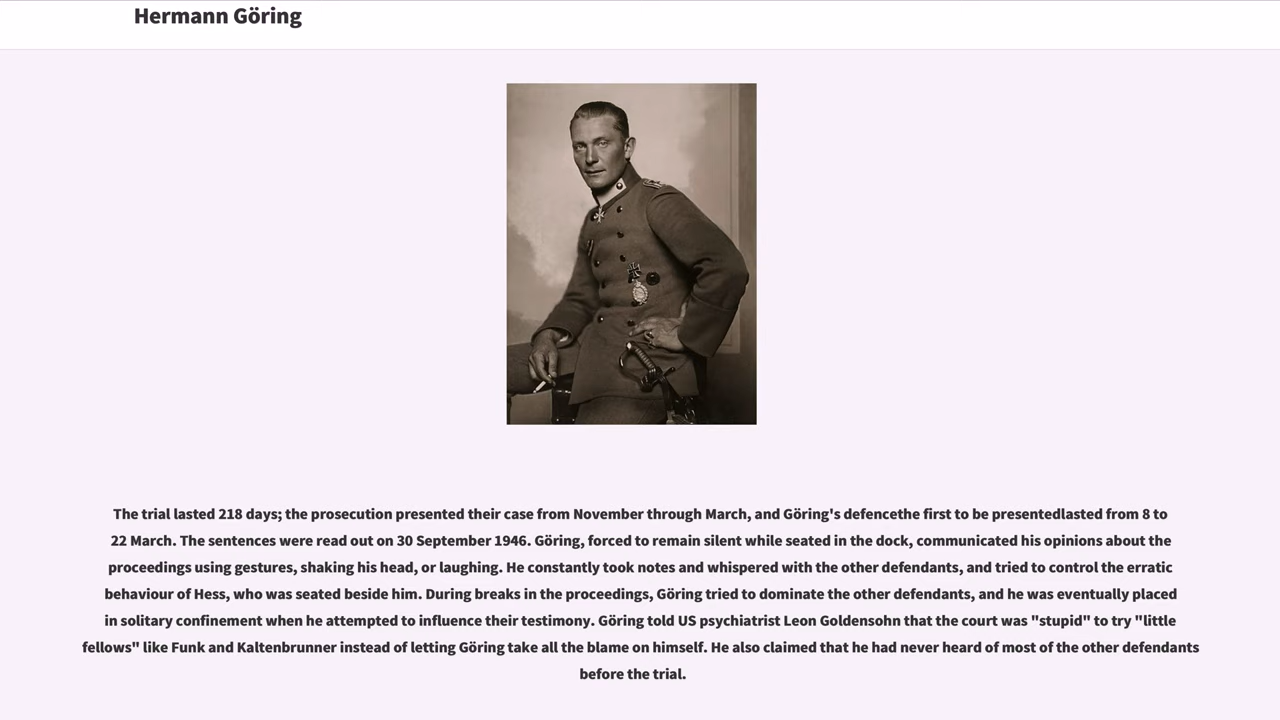 Hermann Göring
The trial lasted 218 days; the prosecution presented their case from November through March, and Göring's defencethe first to be presentedlasted from 8 to
22 March. The sentences were read out on 30 September 1946. Göring, forced to remain silent while seated in the dock, communicated his opinions about the
proceedings using gestures, shaking his head, or laughing. He constantly took notes and whispered with the other defendants, and tried to control the erratic
behaviour of Hess, who was seated beside him. During breaks in the proceedings, Göring tried to dominate the other defendants, and he was eventually placed
in solitary confinement when he attempted to influence their testimony. Göring told US psychiatrist Leon Goldensohn that the court was "stupid" to try "little
fellows" like Funk and Kaltenbrunner instead of letting Göring take all the blame on himself. He also claimed that he had never heard of most of the other defendants
before the trial.